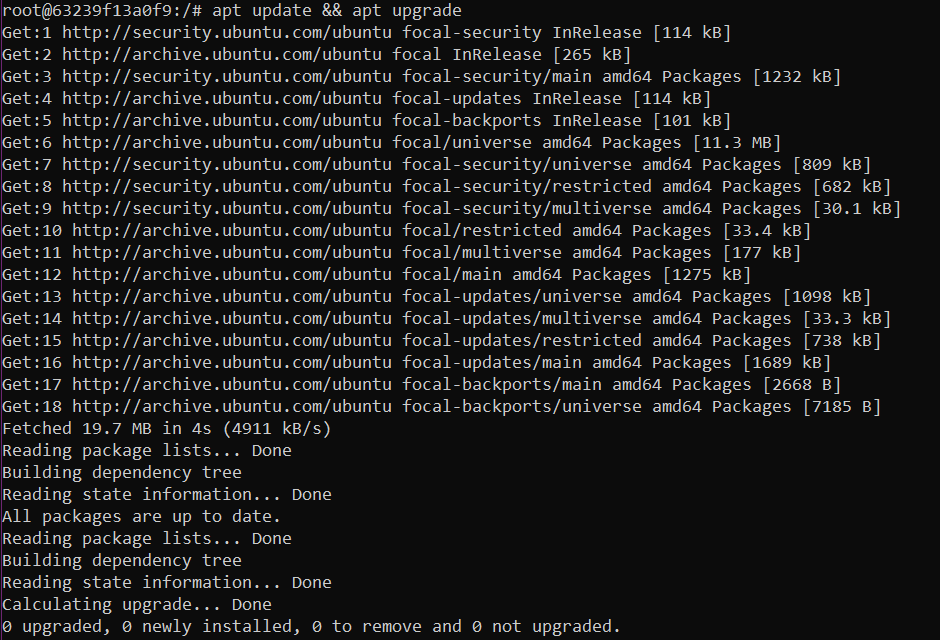 root@63239f13a0f9:/# apt update && apt upgrade
Get:1 http://security.ubuntu.com/ubuntu focal-security InRelease [114 kB]
Get:2 http://archive.ubuntu.com/ubuntu focal InRelease [265 kB]
Get:3 http://security.ubuntu.com/ubuntu focal-security/main amd64 Packages [1232 kB]
Get:4 http://archive.ubuntu.com/ubuntu focal-updates InRelease [114 kB]
Get:5 http://archive.ubuntu.com/ubuntu focal-backports InRelease [101 kB]
Get:6 http://archive.ubuntu.com/ubuntu focal/universe amd64 Packages [11.3 MB]
Get:7 http://security.ubuntu.com/ubuntu focal-security/universe amd64 Packages [809 kB]
Get:8 http://security.ubuntu.com/ubuntu focal-security/restricted amd64 Packages [682 kB]
Get:9 http://security.ubuntu.com/ubuntu focal-security/multiverse amd64 Packages [30.1 kB]
Get:10 http://archive.ubuntu.com/ubuntu focal/restricted amd64 Packages [33.4 kB]
Get:11 http://archive.ubuntu.com/ubuntu focal/multiverse amd64 Packages [177 kB]
Get:12 http://archive.ubuntu.com/ubuntu focal/main amd64 Packages [1275 kB]
Get:13 http://archive.ubuntu.com/ubuntu focal-updates/universe amd64 Packages [1098 kB]
Get:14 http://archive.ubuntu.com/ubuntu focal-updates/multiverse amd64 Packages [33.3 kB]
Get:15 http://archive.ubuntu.com/ubuntu focal-updates/restricted amd64 Packages [738 kB]
Get:16 http://archive.ubuntu.com/ubuntu focal-updates/main amd64 Packages [1689 kB]
Get:17 http://archive.ubuntu.com/ubuntu focal-backports/main amd64 Packages [2668 B]
Get:18 http://archive.ubuntu.com/ubuntu focal-backports/universe amd64 Packages [7185 B]
Fetched 19.7 MB in 4s (4911 kB/s)
Reading package lists... Done
Building dependency tree
Reading state information... Done
All packages are up to date.
Reading package lists... Done
Building dependency tree
Reading state information... Done
Calculating upgrade... Done
0 upgraded, 0 newly installed, 0 to remove and 0 not upgraded.